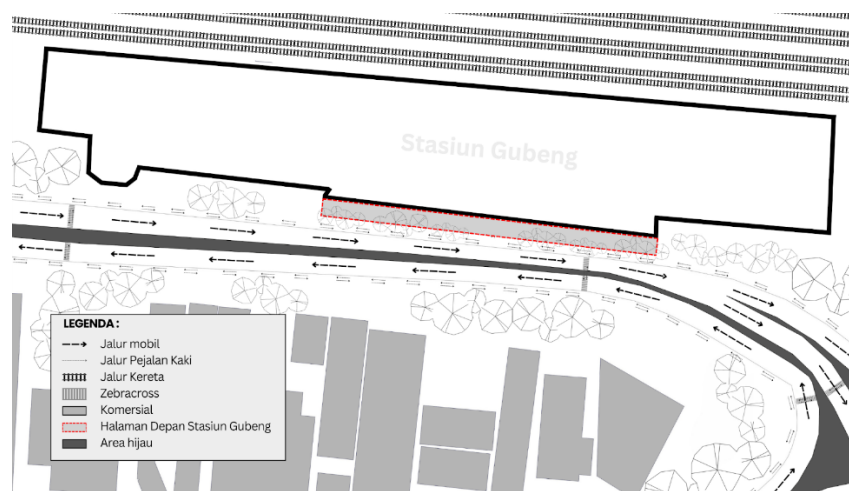 Stasiun Gubeng
LEGENDA :
Jalur mobil
Jalur Pejalan Kaki
Jalur Kereta
Zebracross
Komersial
Halaman Depan Stasiun Gubeng
Area hijau